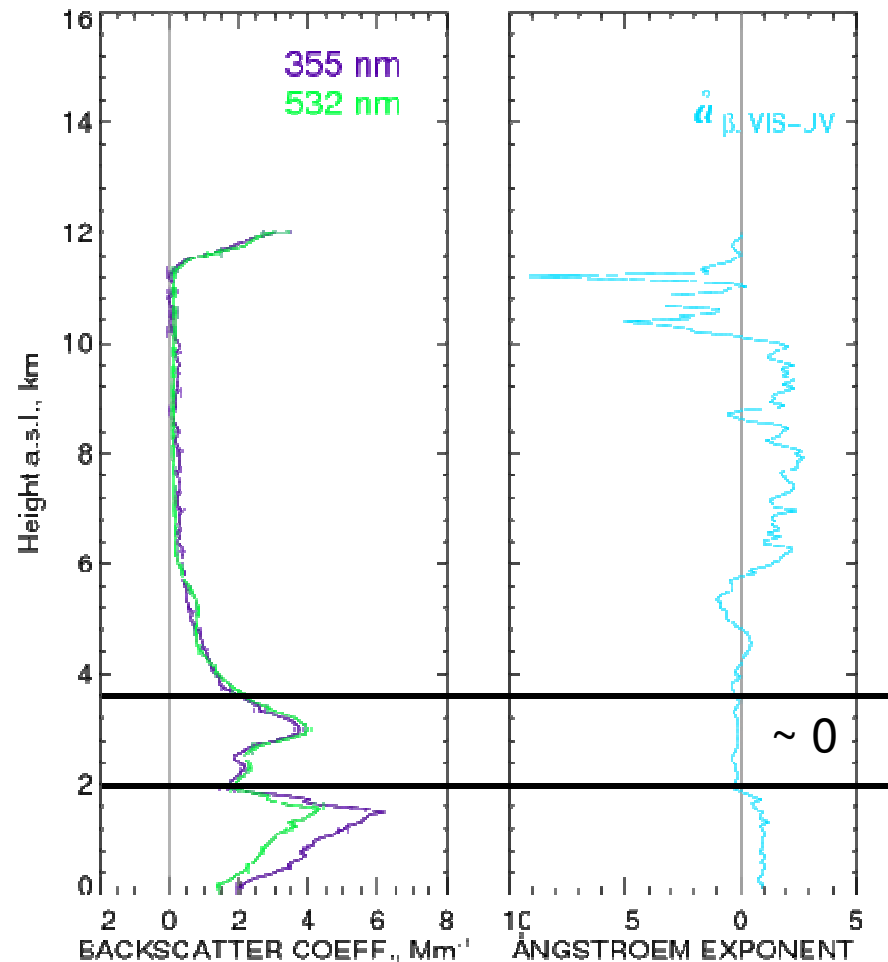 16
14
12
10
8
6
4
2
0
Height a.s.l., km
355 nm
532 nm
2 0 2 4 6 8
BACKSCATTER COEFF., Mm⁻¹
å β, VIS-UV
~ 0
10 5 0 5
ÅNGSTROEM EXPONENT